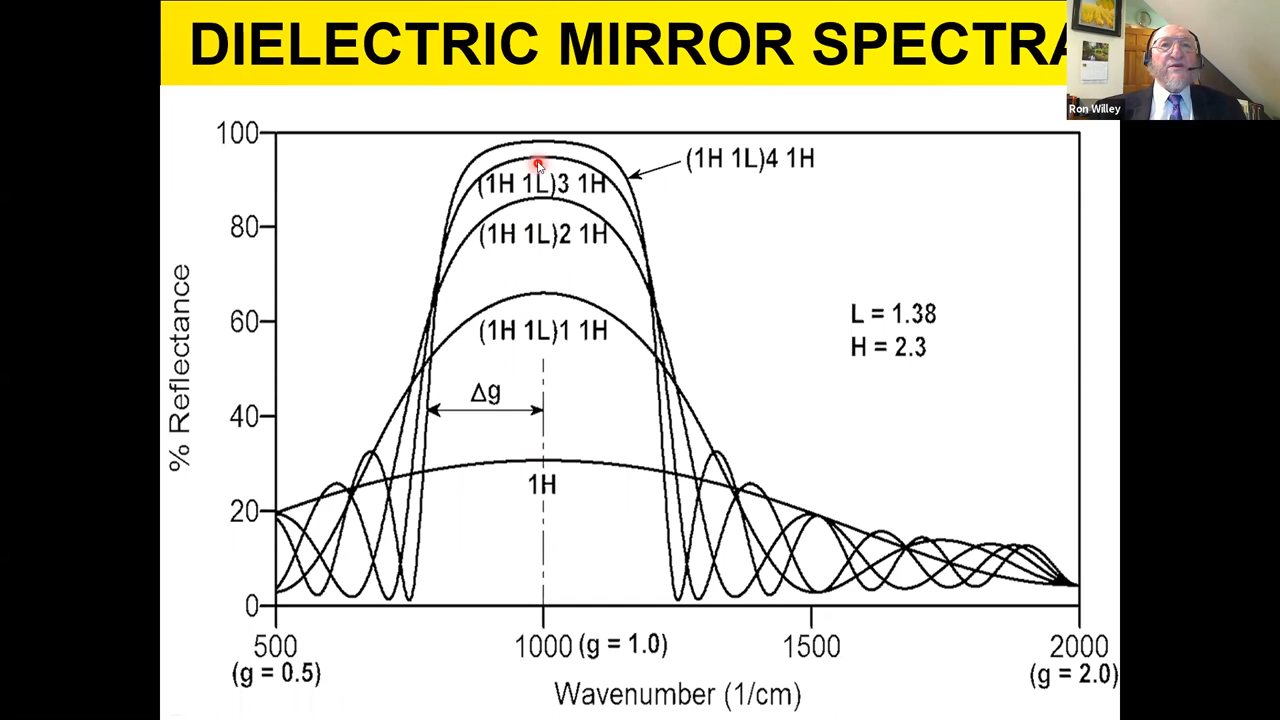 DIELECTRIC MIRROR SPECTRA
Ron Willey
100
80
60
40
20
0
% Reflectance
(1H 1L)4 1H
(1H 1L)3 1H
(1H 1L)2 1H
(1H 1L)1 1H
Δg
1H
L = 1.38
H = 2.3
500
(g = 0.5)
1000 (g = 1.0)
1500
2000
(g = 2.0)
Wavenumber (1/cm)